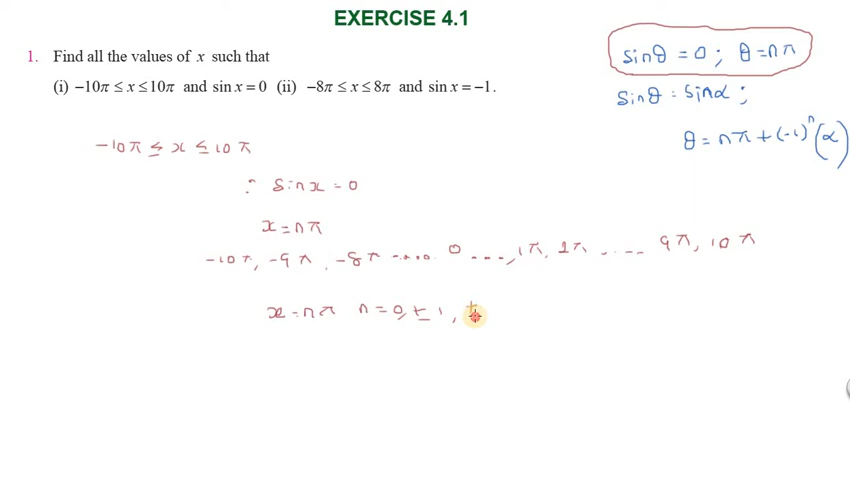 EXERCISE 4.1
1. Find all the values of x such that
(i) −10π ≤ x ≤ 10π and sin x = 0 (ii) −8π ≤ x ≤ 8π and sin x = −1.
sinθ = 0 ; θ = nπ
sinθ = sinα ;
θ = nπ + (-1)ⁿ (α)
-10π ≤ x ≤ 10π
∵ sin x = 0
x = nπ
-10π, -9π, -8π ...... 0 ...., 1π, 2π, ..... 9π, 10π
x = nπ n = 0, ± 1, ±